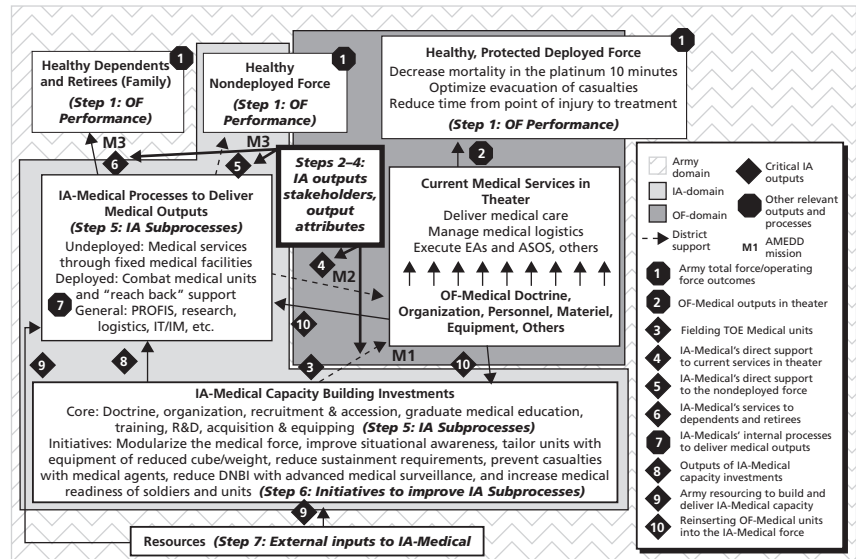 1
Healthy Dependents
and Retirees (Family)
(Step 1: OF
Performance)
1
Healthy
Nondeployed Force
(Step 1: OF
Performance)
1
Healthy, Protected Deployed Force
Decrease mortality in the platinum 10 minutes
Optimize evacuation of casualties
Reduce time from point of injury to treatment
(Step 1: OF Performance)
M3
M3
6
5
2
Steps 2–4:
IA outputs
stakeholders,
output
attributes
IA-Medical Processes to Deliver
Medical Outputs
(Step 5: IA Subprocesses)
Undeployed: Medical services
through fixed medical facilities
Deployed: Combat medical units
and “reach back” support
General: PROFIS, research,
logistics, IT/IM, etc.
7
4
M2
Current Medical Services in
Theater
Deliver medical care
Manage medical logistics
Execute EAs and ASOS, others
OF-Medical Doctrine,
Organization, Personnel, Materiel,
Equipment, Others
10
9
8
3
M1
10
IA-Medical Capacity Building Investments
Core: Doctrine, organization, recruitment & accession, graduate medical education,
training, R&D, acquisition & equipping (Step 5: IA Subprocesses)
Initiatives: Modularize the medical force, improve situational awareness, tailor units with
equipment of reduced cube/weight, reduce sustainment requirements, prevent casualties
with medical agents, reduce DNBI with advanced medical surveillance, and increase medical
readiness of soldiers and units (Step 6: Initiatives to improve IA Subprocesses)
9
Resources (Step 7: External inputs to IA-Medical
Army
domain
IA-domain
OF-domain
District
support
Critical IA
outputs
Other relevant
outputs and
processes
M1 AMEDD
mission
1 Army total force/operating
force outcomes
2 OF-Medical outputs in theater
3 Fielding TOE Medical units
4 IA-Medical’s direct support
to current services in theater
5 IA-Medical’s direct support
to the nondeployed force
6 IA-Medical’s services to
dependents and retirees
7 IA-Medicals’ internal processes
to deliver medical outputs
8 Outputs of IA-Medical
capacity investments
9 Army resourcing to build and
deliver IA-Medical capacity
10 Reinserting OF-Medical units
into the IA-Medical force